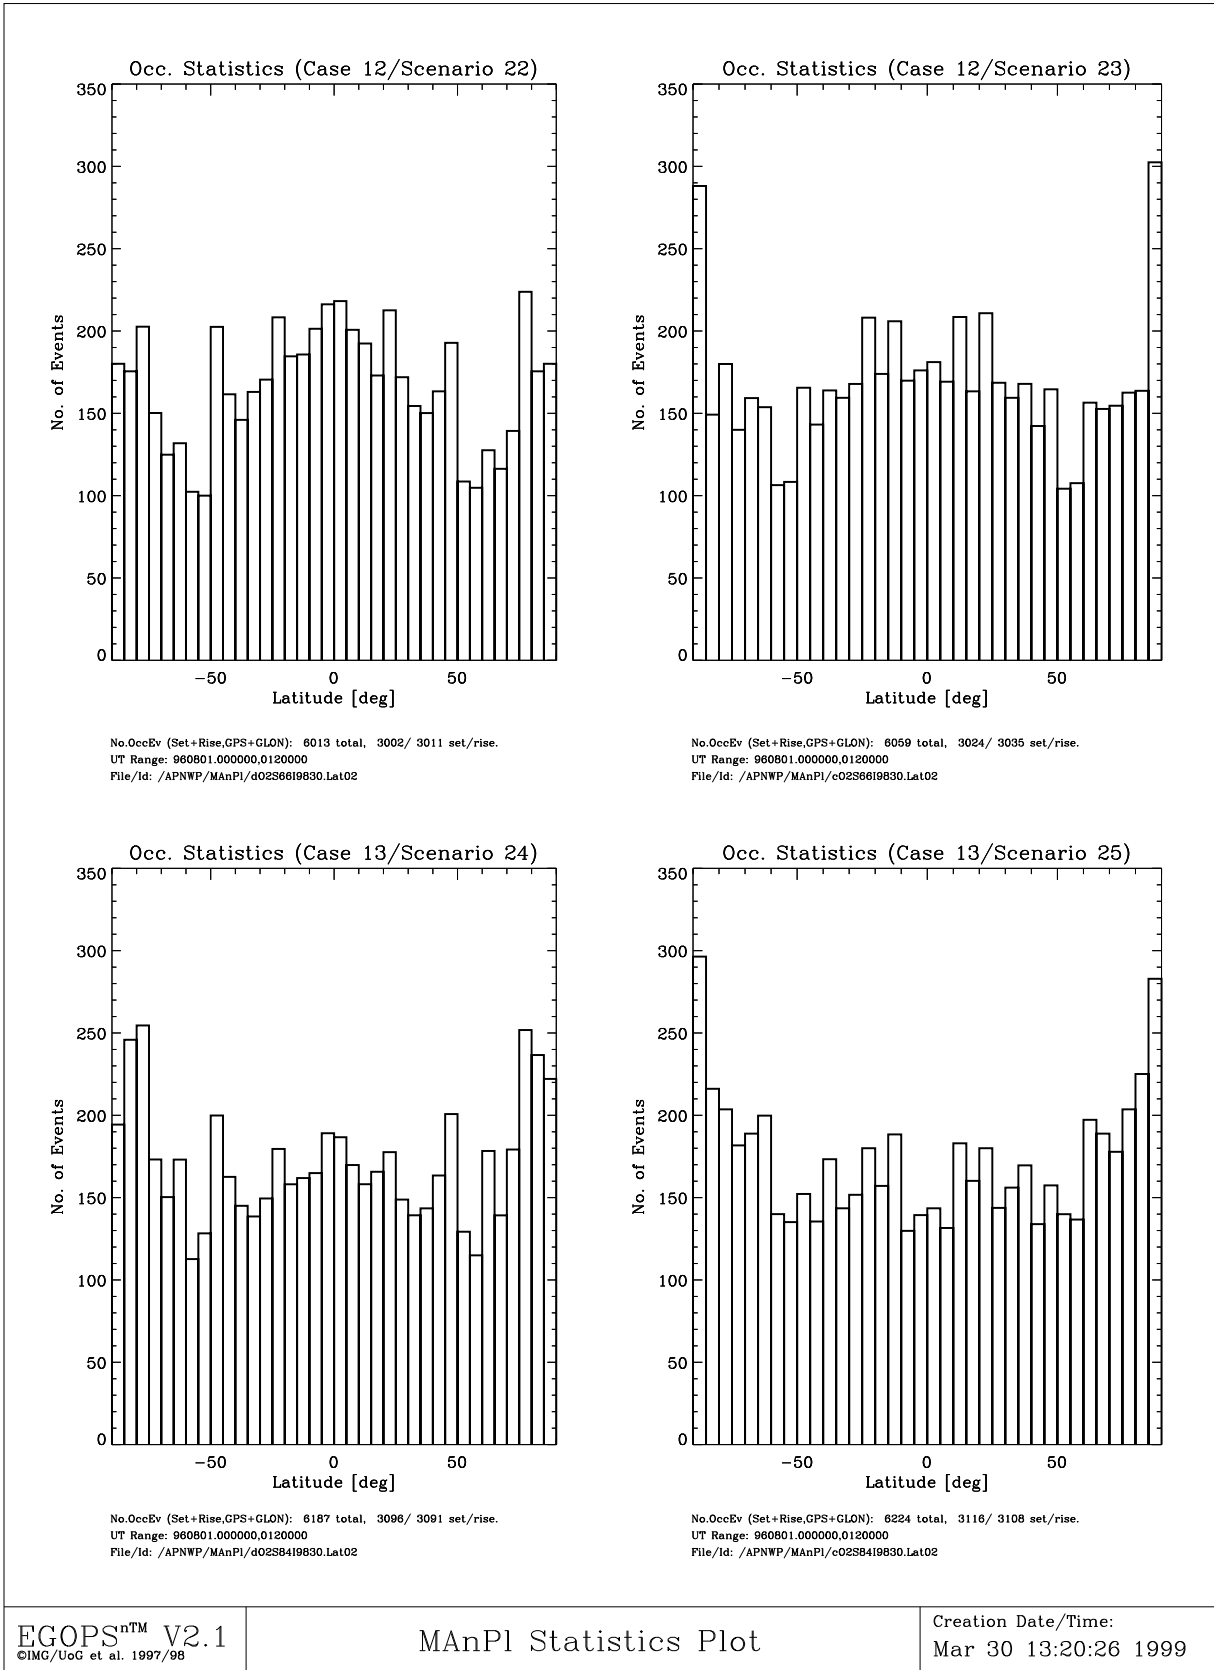 Occ. Statistics (Case 12/Scenario 22)
350
300
250
200
150
100
50
0
No. of Events
−50 0 50
Latitude [deg]
No.OccEv (Set+Rise,GPS+GLON): 6013 total, 3002/ 3011 set/rise.
UT Range: 960801.000000,0120000
File/Id: /APNWP/MAnPl/dO2S66I9830.Lat02
Occ. Statistics (Case 12/Scenario 23)
350
300
250
200
150
100
50
0
No. of Events
−50 0 50
Latitude [deg]
No.OccEv (Set+Rise,GPS+GLON): 6059 total, 3024/ 3035 set/rise.
UT Range: 960801.000000,0120000
File/Id: /APNWP/MAnPl/cO2S66I9830.Lat02
Occ. Statistics (Case 13/Scenario 24)
350
300
250
200
150
100
50
0
No. of Events
−50 0 50
Latitude [deg]
No.OccEv (Set+Rise,GPS+GLON): 6187 total, 3096/ 3091 set/rise.
UT Range: 960801.000000,0120000
File/Id: /APNWP/MAnPl/dO2S84I9830.Lat02
Occ. Statistics (Case 13/Scenario 25)
350
300
250
200
150
100
50
0
No. of Events
−50 0 50
Latitude [deg]
No.OccEv (Set+Rise,GPS+GLON): 6224 total, 3116/ 3108 set/rise.
UT Range: 960801.000000,0120000
File/Id: /APNWP/MAnPl/cO2S84I9830.Lat02
EGOPSⁿᵀᴹ V2.1
©IMG/UoG et al. 1997/98
MAnPl Statistics Plot
Creation Date/Time:
Mar 30 13:20:26 1999